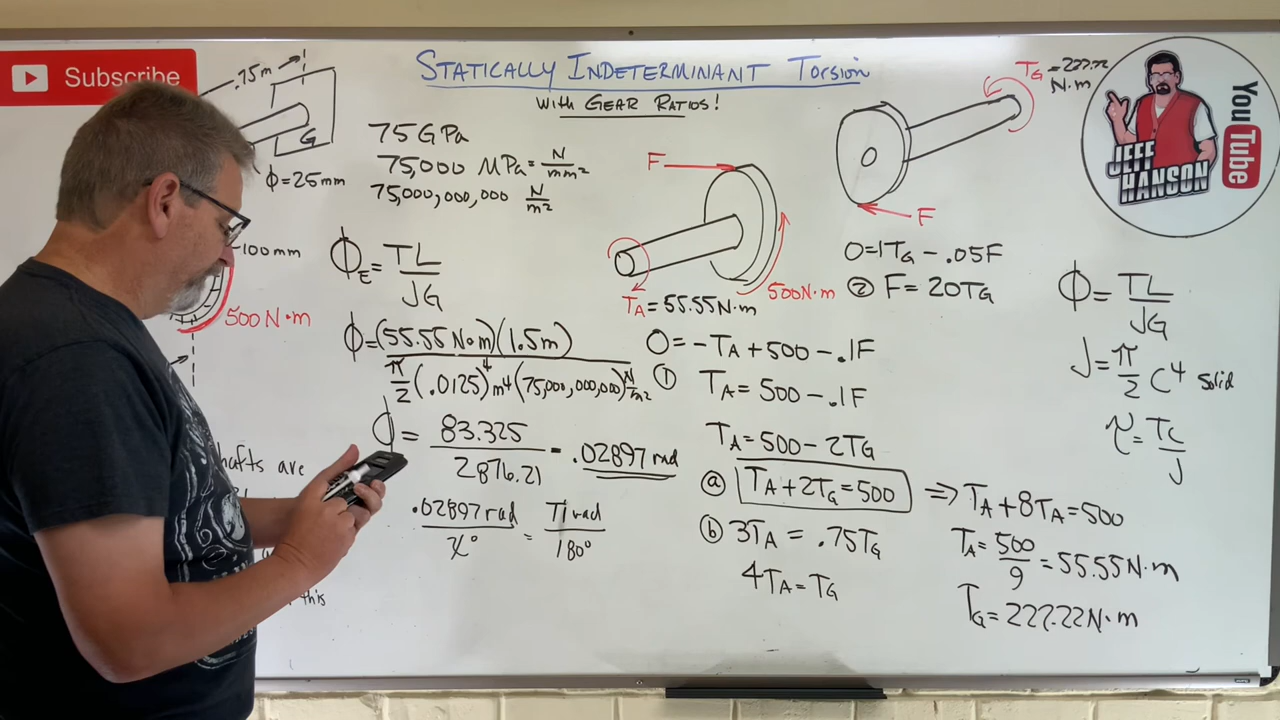 Subscribe
STATICALLY INDETERMINANT TORSION
WITH GEAR RATIOS!
.75m
G
ϕ=25mm
100mm
500 N·m
hafts are
this
75 GPa
75,000 MPa = N/mm²
75,000,000,000 N/m²
ϕE = TL/JG
ϕ = (55.55 N·m)(1.5m) / π/2 (.0125)⁴m⁴(75,000,000,000) N/m²
ϕ = 83.325/2876.21 = .02897 rad
.02897 rad/x° = π rad/180°
F
TA = 55.55 N·m
500 N·m
0 = -TA + 500 - .1F
① TA = 500 - .1F
TA = 500 - 2TG
ⓐ TA + 2TG = 500
ⓑ 3TA = .75TG
4TA = TG
TG = 222.22 N·m
F
0 = 1TG - .05F
② F = 20TG
⇒ TA + 8TA = 500
TA = 500/9 = 55.55 N·m
TG = 222.22 N·m
ϕ = TL/JG
J = π/2 C⁴ solid
τ = Tc/J
JEFF
HANSON
YouTube